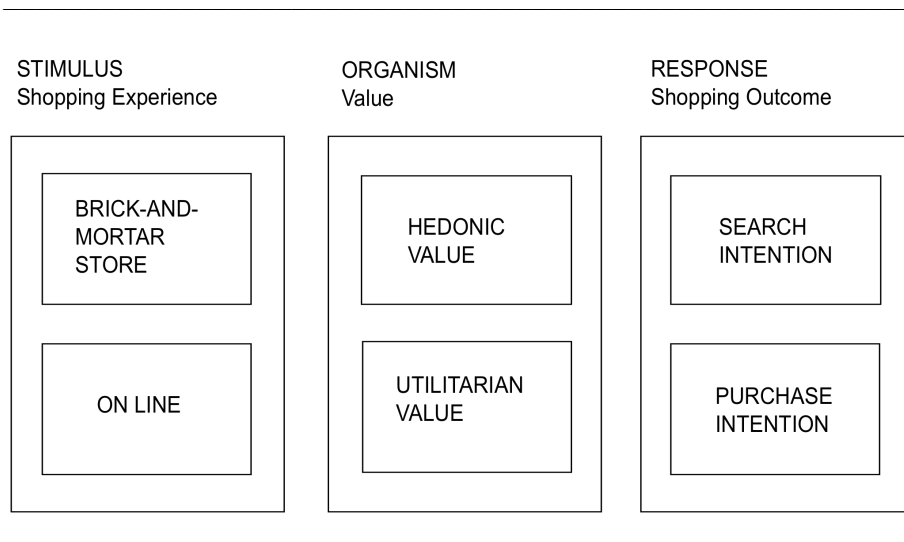 STIMULUS
Shopping Experience
BRICK-AND-
MORTAR
STORE
ON LINE
ORGANISM
Value
HEDONIC
VALUE
UTILITARIAN
VALUE
RESPONSE
Shopping Outcome
SEARCH
INTENTION
PURCHASE
INTENTION